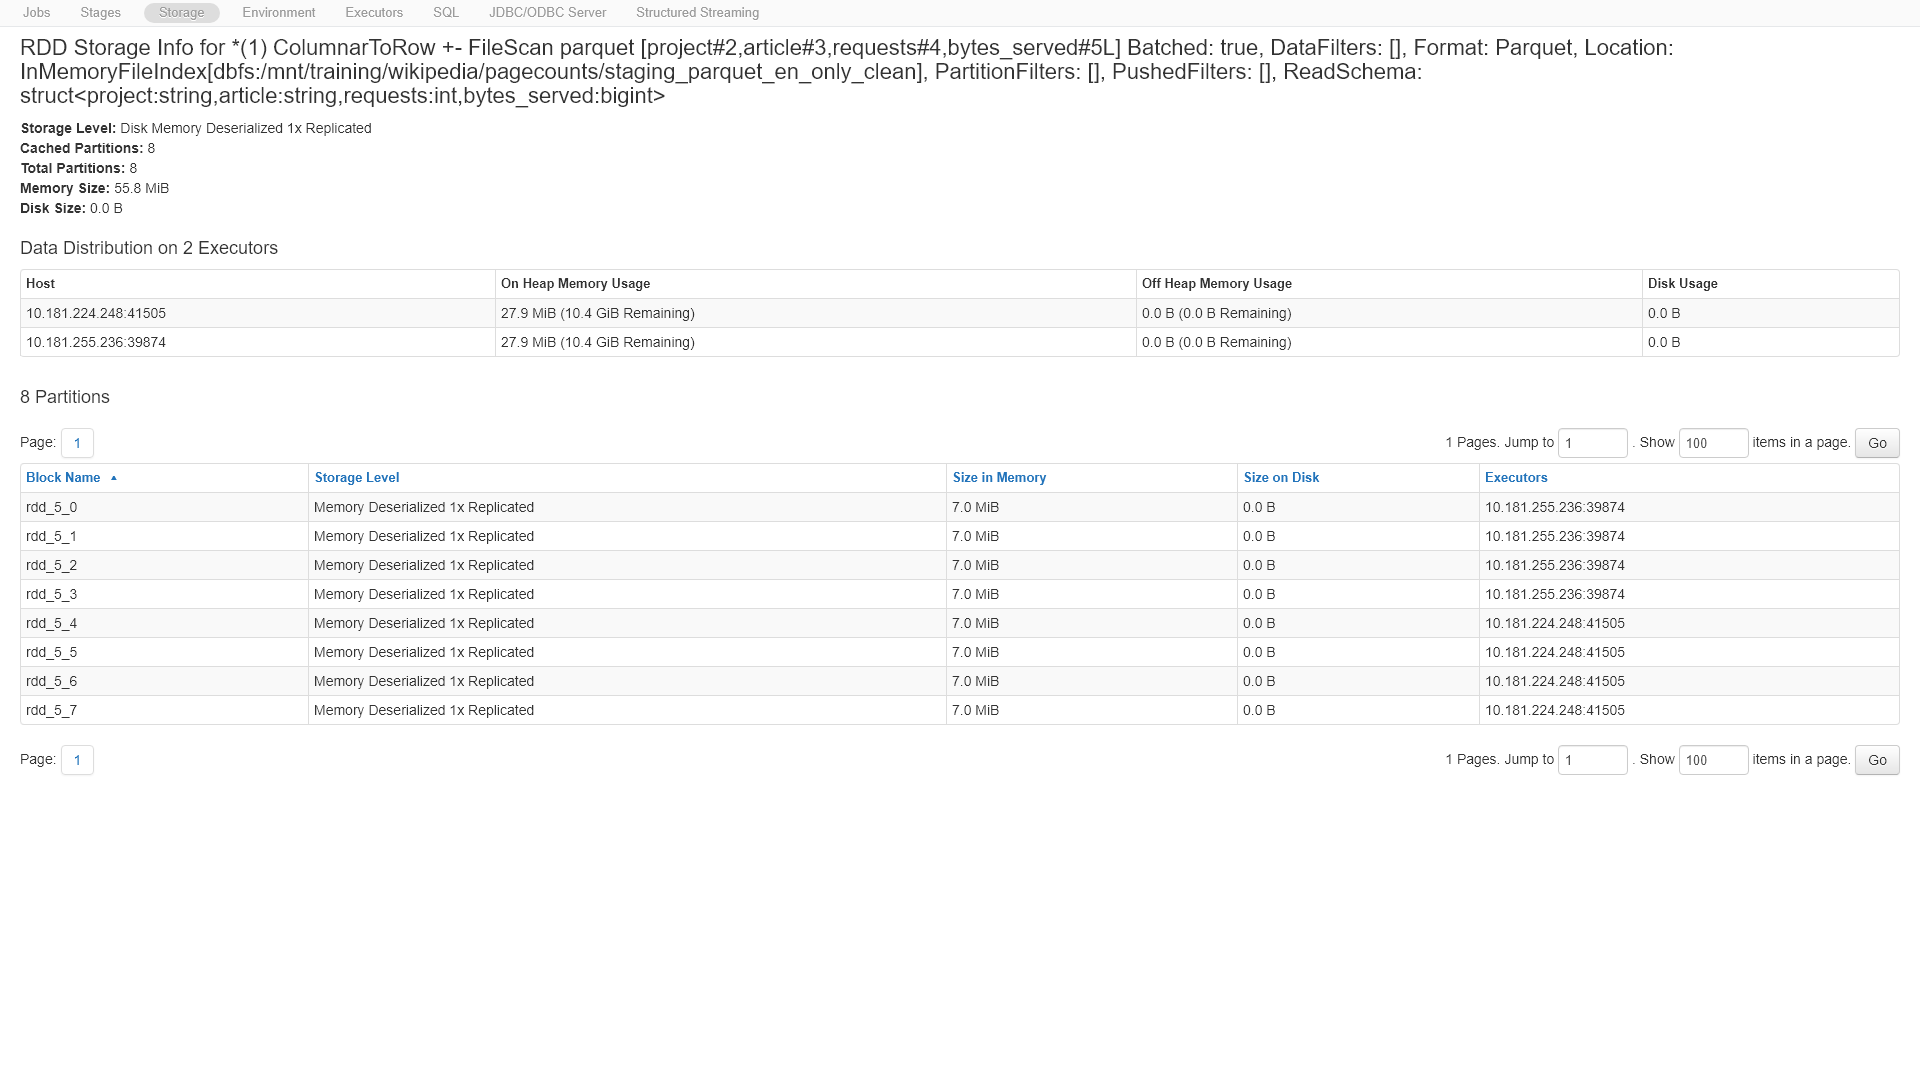 Jobs Stages Storage Environment Executors SQL JDBC/ODBC Server Structured Streaming
RDD Storage Info for *(1) ColumnarToRow +- FileScan parquet [project#2,article#3,requests#4,bytes_served#5L] Batched: true, DataFilters: [], Format: Parquet, Location:
InMemoryFileIndex[dbfs:/mnt/training/wikipedia/pagecounts/staging_parquet_en_only_clean], PartitionFilters: [], PushedFilters: [], ReadSchema:
struct<project:string,article:string,requests:int,bytes_served:bigint>
Storage Level: Disk Memory Deserialized 1x Replicated
Cached Partitions: 8
Total Partitions: 8
Memory Size: 55.8 MiB
Disk Size: 0.0 B
Data Distribution on 2 Executors
Host On Heap Memory Usage Off Heap Memory Usage Disk Usage
10.181.224.248:41505 27.9 MiB (10.4 GiB Remaining) 0.0 B (0.0 B Remaining) 0.0 B
10.181.255.236:39874 27.9 MiB (10.4 GiB Remaining) 0.0 B (0.0 B Remaining) 0.0 B
8 Partitions
Page: 1 1 Pages. Jump to 1 . Show 100 items in a page. Go
Block Name ▲ Storage Level Size in Memory Size on Disk Executors
rdd_5_0 Memory Deserialized 1x Replicated 7.0 MiB 0.0 B 10.181.255.236:39874
rdd_5_1 Memory Deserialized 1x Replicated 7.0 MiB 0.0 B 10.181.255.236:39874
rdd_5_2 Memory Deserialized 1x Replicated 7.0 MiB 0.0 B 10.181.255.236:39874
rdd_5_3 Memory Deserialized 1x Replicated 7.0 MiB 0.0 B 10.181.255.236:39874
rdd_5_4 Memory Deserialized 1x Replicated 7.0 MiB 0.0 B 10.181.224.248:41505
rdd_5_5 Memory Deserialized 1x Replicated 7.0 MiB 0.0 B 10.181.224.248:41505
rdd_5_6 Memory Deserialized 1x Replicated 7.0 MiB 0.0 B 10.181.224.248:41505
rdd_5_7 Memory Deserialized 1x Replicated 7.0 MiB 0.0 B 10.181.224.248:41505
Page: 1 1 Pages. Jump to 1 . Show 100 items in a page. Go